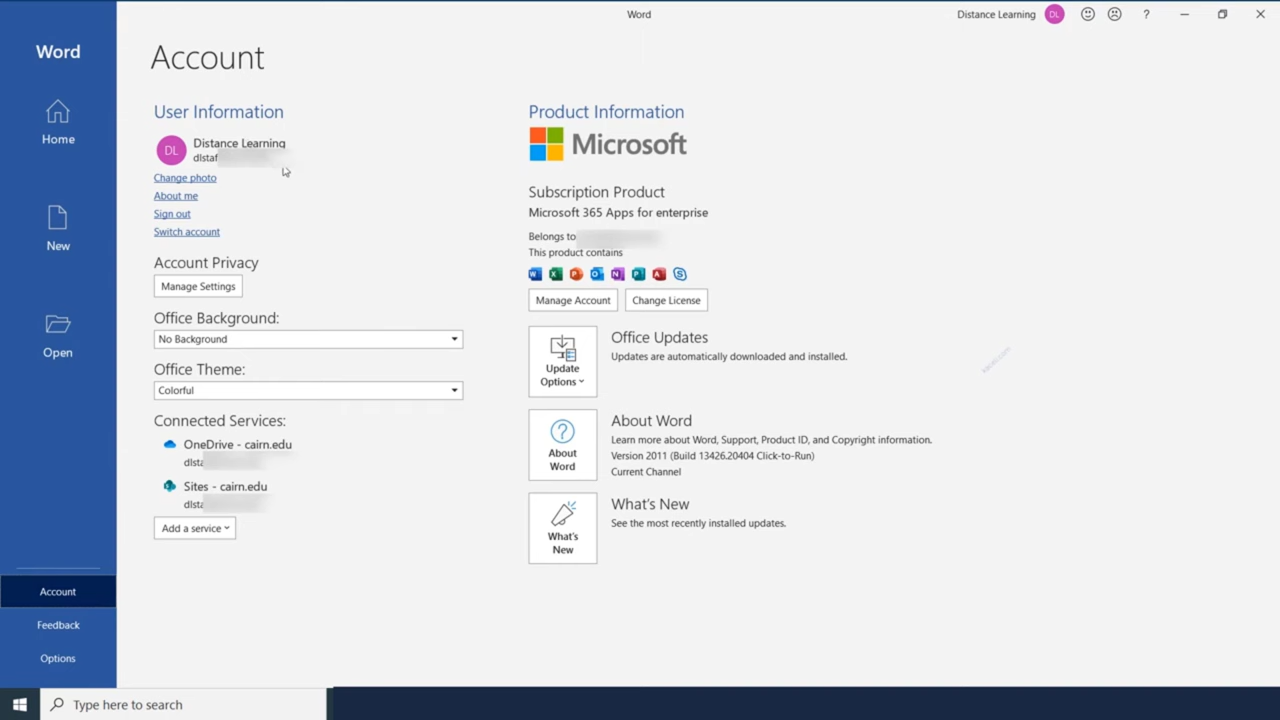 Word
Distance Learning DL ?
Word
Home
New
Open
Account
Feedback
Options
Account
User Information
DL
Distance Learning
dlstaf
Change photo
About me
Sign out
Switch account
Account Privacy
Manage Settings
Office Background:
No Background
Office Theme:
Colorful
Connected Services:
OneDrive - cairn.edu
dlsta
Sites - cairn.edu
dlsta
Add a service
Product Information
Microsoft
Subscription Product
Microsoft 365 Apps for enterprise
Belongs to
This product contains
Manage Account
Change License
Update
Options
Office Updates
Updates are automatically downloaded and installed.
About
Word
About Word
Learn more about Word, Support, Product ID, and Copyright information.
Version 2011 (Build 13426.20404 Click-to-Run)
Current Channel
What's
New
What's New
See the most recently installed updates.
Type here to search